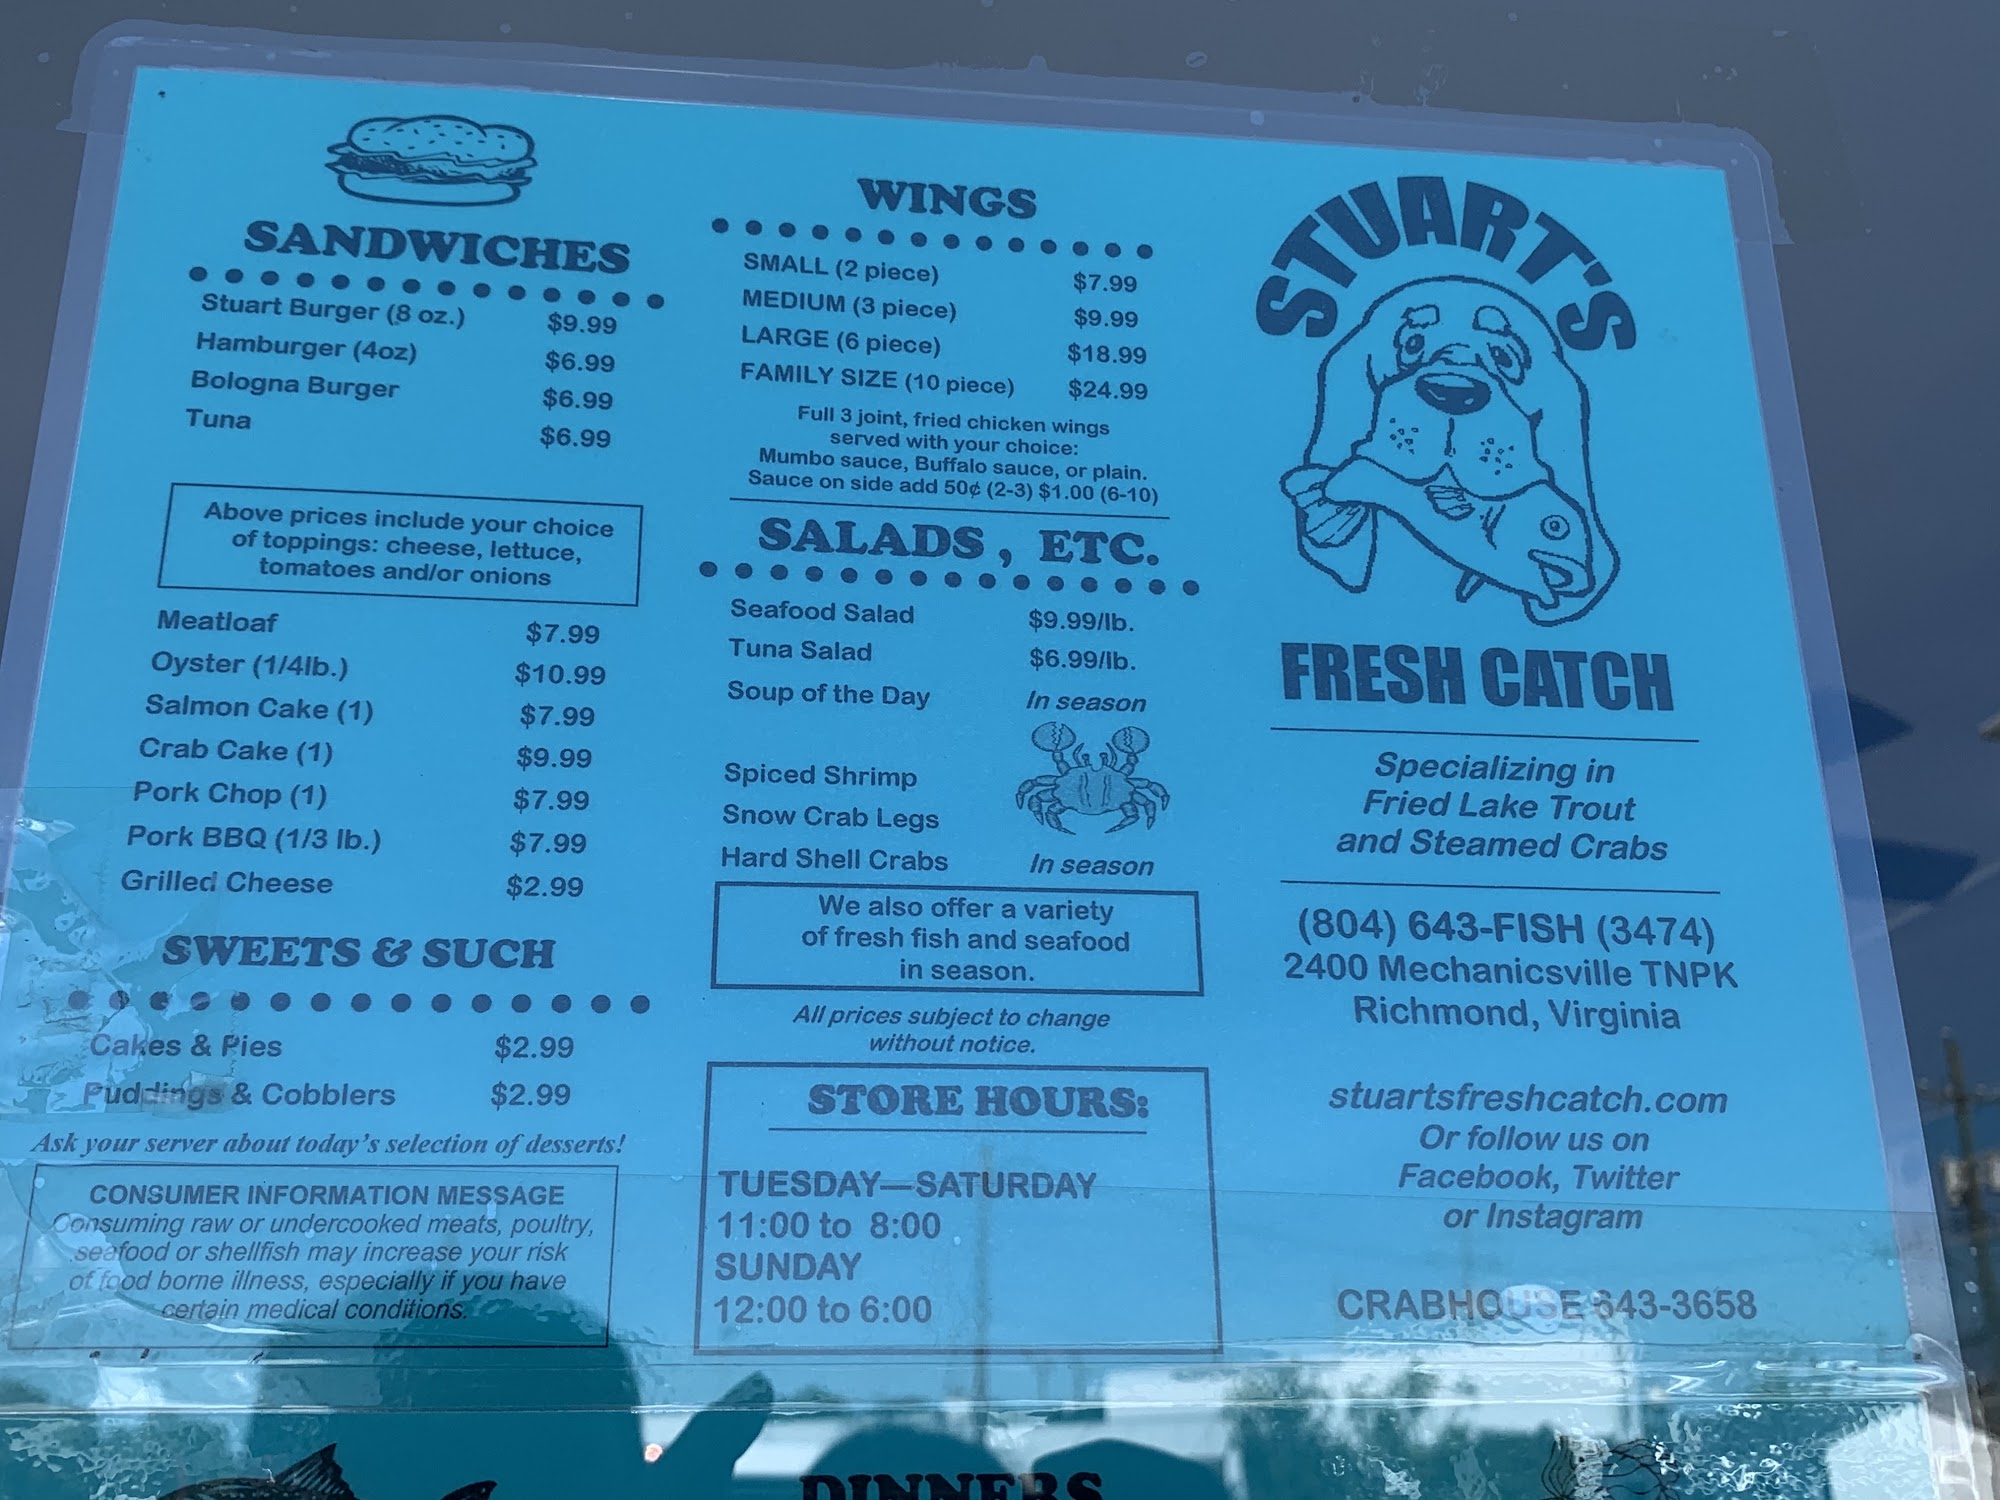 SANDWICHES
Stuart Burger (8 oz.) $9.99
Hamburger (4oz) $6.99
Bologna Burger $6.99
Tuna $6.99
Above prices include your choice
of toppings: cheese, lettuce,
tomatoes and/or onions
Meatloaf $7.99
Oyster (1/4lb.) $10.99
Salmon Cake (1) $7.99
Crab Cake (1) $9.99
Pork Chop (1) $7.99
Pork BBQ (1/3 lb.) $7.99
Grilled Cheese $2.99
SWEETS & SUCH
Cakes & Pies $2.99
Puddings & Cobblers $2.99
Ask your server about today's selection of desserts!
CONSUMER INFORMATION MESSAGE
Consuming raw or undercooked meats, poultry,
seafood or shellfish may increase your risk
of food borne illness, especially if you have
certain medical conditions.
WINGS
SMALL (2 piece) $7.99
MEDIUM (3 piece) $9.99
LARGE (6 piece) $18.99
FAMILY SIZE (10 piece) $24.99
Full 3 joint, fried chicken wings
served with your choice:
Mumbo sauce, Buffalo sauce, or plain.
Sauce on side add 50¢ (2-3) $1.00 (6-10)
SALADS, ETC.
Seafood Salad $9.99/lb.
Tuna Salad $6.99/lb.
Soup of the Day In season
Spiced Shrimp
Snow Crab Legs
Hard Shell Crabs In season
We also offer a variety
of fresh fish and seafood
in season.
All prices subject to change
without notice.
STORE HOURS:
TUESDAY—SATURDAY
11:00 to 8:00
SUNDAY
12:00 to 6:00
STUART'S
FRESH CATCH
Specializing in
Fried Lake Trout
and Steamed Crabs
(804) 643-FISH (3474)
2400 Mechanicsville TNPK
Richmond, Virginia
stuartsfreshcatch.com
Or follow us on
Facebook, Twitter
or Instagram
CRABHOUSE 643-3658
DINNERS